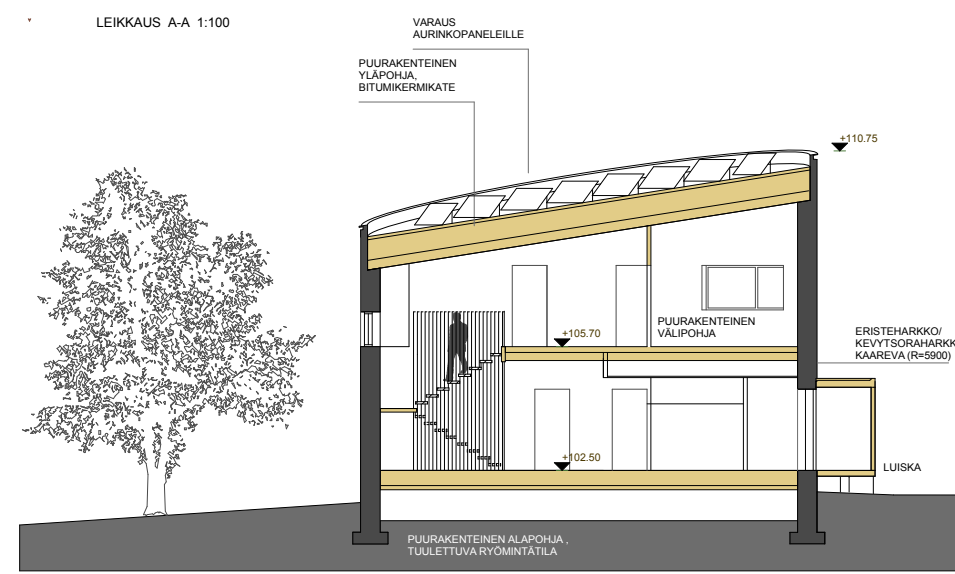 LEIKKAUS A-A 1:100
VARAUS
AURINKOPANELEILLE
PUURAKENTEINEN
YLÄPOHJA,
BITUMIKERMIKATE
+110.75
+105.70
PUURAKENTEINEN
VÄLIPOHJA
ERISTEHARKKO/
KEVYTSORAHARKK
KAAREVA (R=5900)
+102.50
LUISKA
PUURAKENTEINEN ALAPOHJA ,
TUULETTUVA RYÖMINTÄTILA